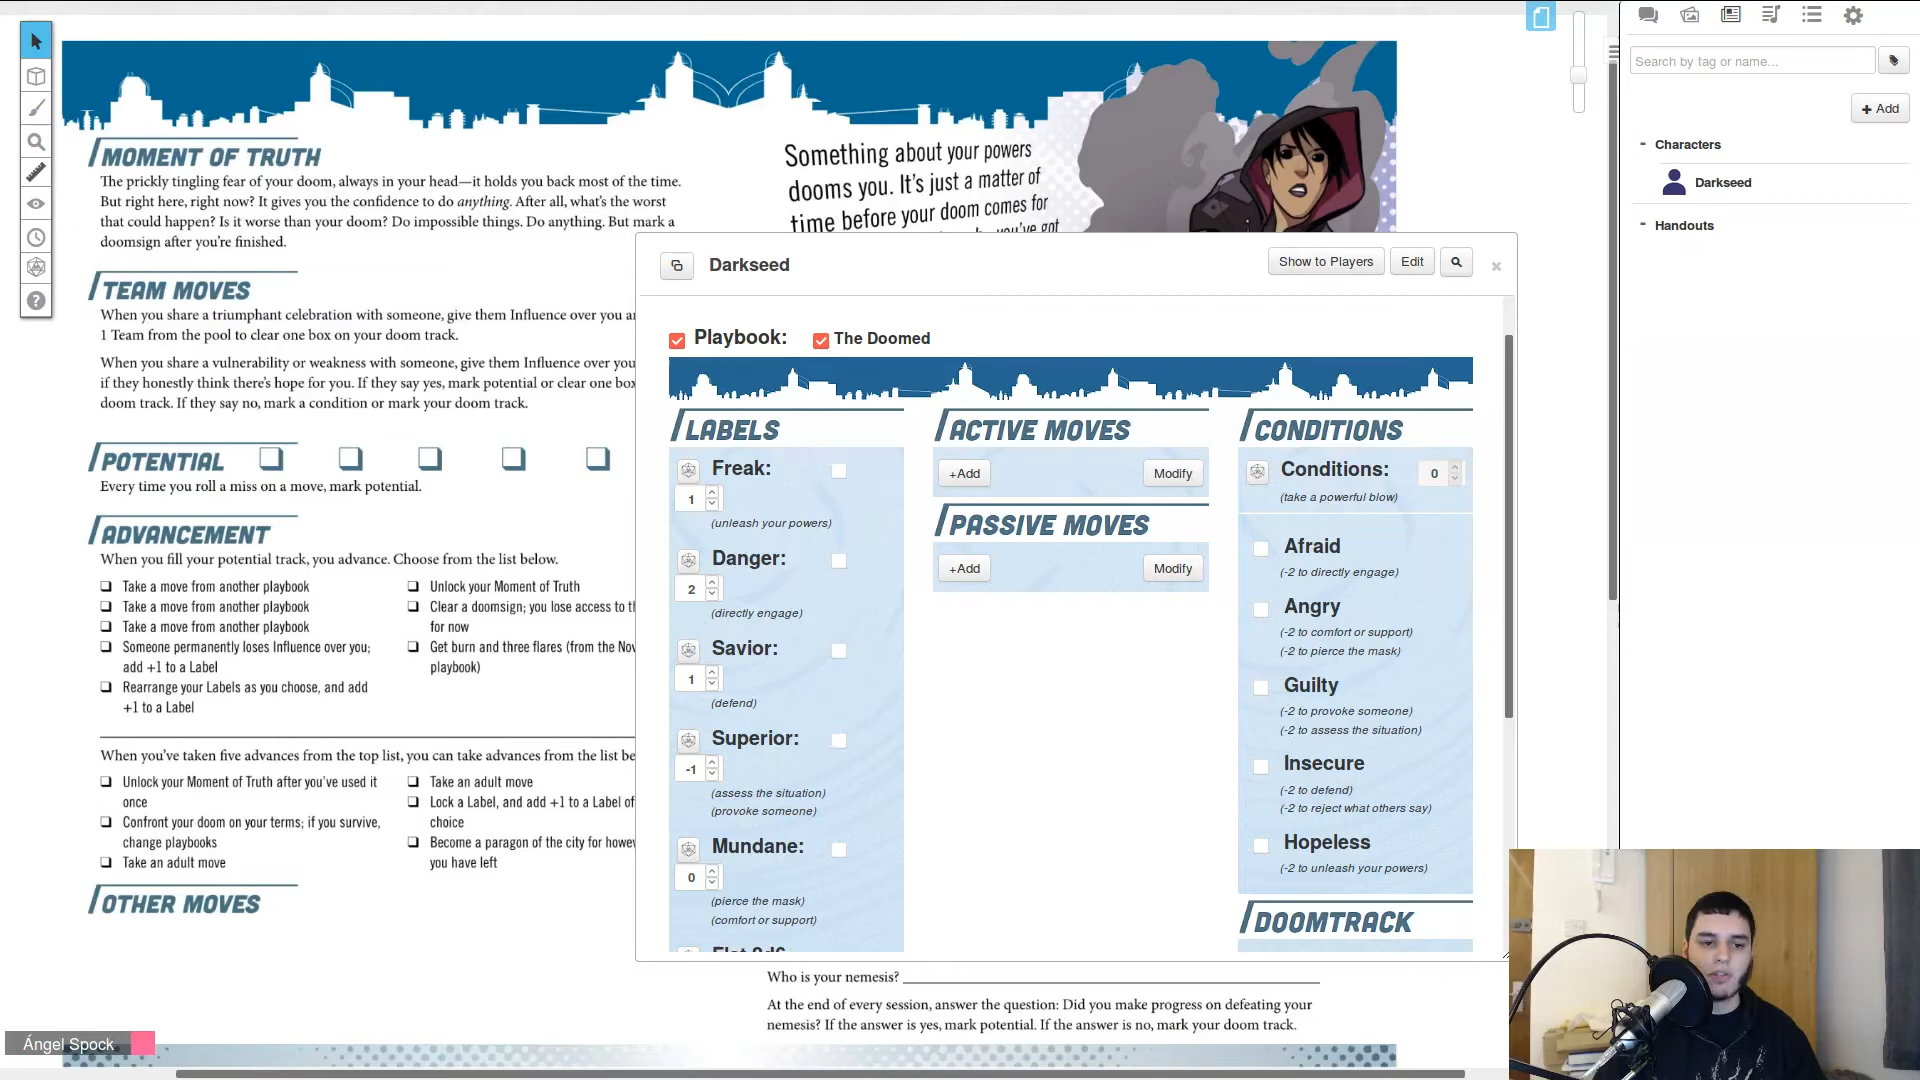 MOMENT OF TRUTH
The prickly tingling fear of your doom, always in your head—it holds you back most of the time.
But right here, right now? It gives you the confidence to do anything. After all, what's the worst
that could happen? Is it worse than your doom? Do impossible things. Do anything. But mark a
doomsign after you're finished.
TEAM MOVES
When you share a triumphant celebration with someone, give them Influence over you
1 Team from the pool to clear one box on your doom track.
When you share a vulnerability or weakness with someone, give them Influence over you
if they honestly think there's hope for you. If they say yes, mark potential or clear one box
doom track. If they say no, mark a condition or mark your doom track.
POTENTIAL
Every time you roll a miss on a move, mark potential.
ADVANCEMENT
When you fill your potential track, you advance. Choose from the list below.
Take a move from another playbook
Take a move from another playbook
Take a move from another playbook
Someone permanently loses Influence over you;
add +1 to a Label
Rearrange your Labels as you choose, and add
+1 to a Label
Unlock your Moment of Truth
Clear a doomsign; you lose access to
for now
Get burn and three flares (from the
playbook)
When you've taken five advances from the top list, you can take advances from the list
Unlock your Moment of Truth after you've used it
once
Confront your doom on your terms; if you survive,
change playbooks
Take an adult move
Take an adult move
Lock a Label, and add +1 to a Label of
choice
Become a paragon of the city for
you have left
OTHER MOVES
Something about your powers
dooms you. It's just a matter of
time before your doom comes for
you've got
Darkseed
Show to Players
Edit
Playbook:
The Doomed
LABELS
Freak:
1
(unleash your powers)
Danger:
2
(directly engage)
Savior:
1
(defend)
Superior:
-1
(assess the situation)
(provoke someone)
Mundane:
0
(pierce the mask)
(comfort or support)
ACTIVE MOVES
+Add
Modify
PASSIVE MOVES
+Add
Modify
CONDITIONS
Conditions:
0
(take a powerful blow)
Afraid
(-2 to directly engage)
Angry
(-2 to comfort or support)
(-2 to pierce the mask)
Guilty
(-2 to provoke someone)
(-2 to assess the situation)
Insecure
(-2 to defend)
(-2 to reject what others say)
Hopeless
(-2 to unleash your powers)
DOOMTRACK
Who is your nemesis?
At the end of every session, answer the question: Did you make progress on defeating your
nemesis? If the answer is yes, mark potential. If the answer is no, mark your doom track.
Ángel Spock
Search by tag or name...
+ Add
- Characters
Darkseed
- Handouts